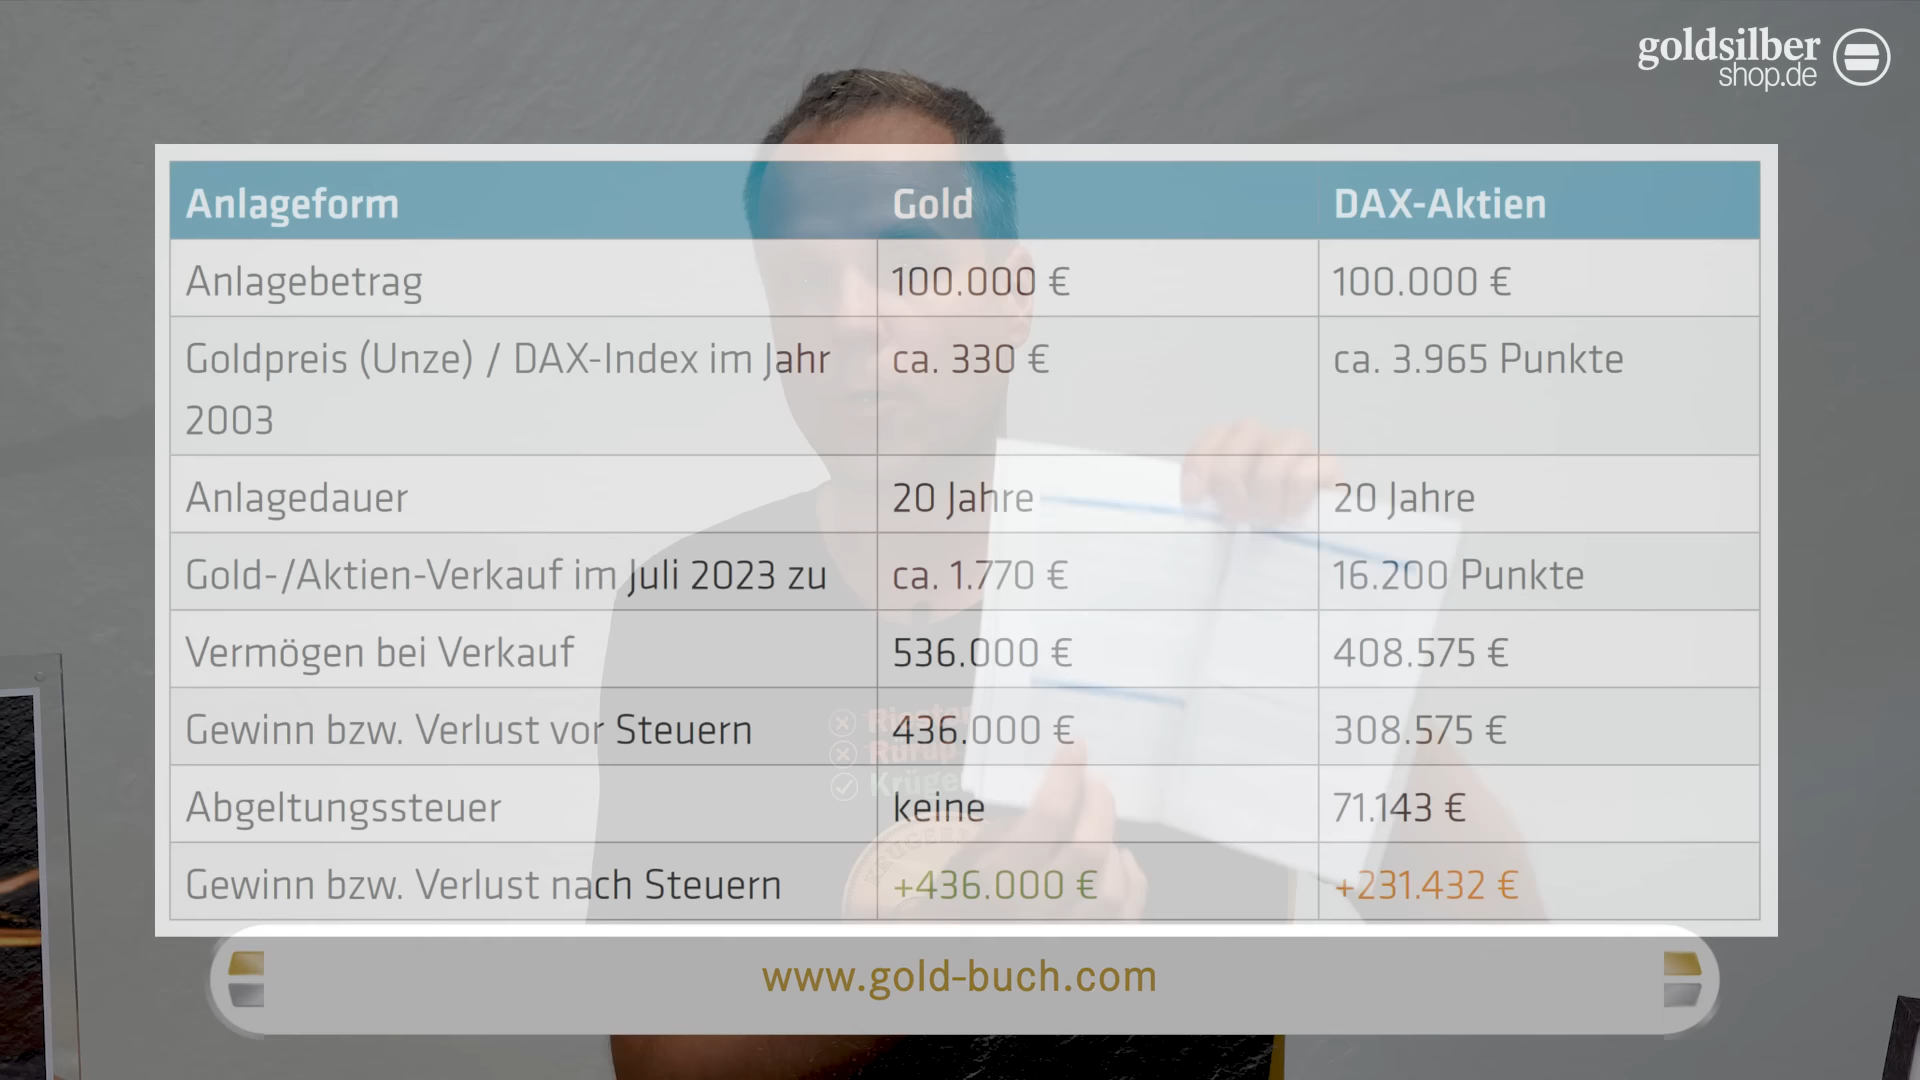 goldsilber
shop.de
Anlageform Gold DAX-Aktien
Anlagebetrag 100.000 € 100.000 €
Goldpreis (Unze) / DAX-Index im Jahr 2003 ca. 330 € ca. 3.965 Punkte
Anlagedauer 20 Jahre 20 Jahre
Gold-/Aktien-Verkauf im Juli 2023 zu ca. 1.770 € 16.200 Punkte
Vermögen bei Verkauf 536.000 € 408.575 €
Gewinn bzw. Verlust vor Steuern 436.000 € 308.575 €
Abgeltungssteuer keine 71.143 €
Gewinn bzw. Verlust nach Steuern +436.000 € +231.432 €
Riester
Rürup
www.gold-buch.com